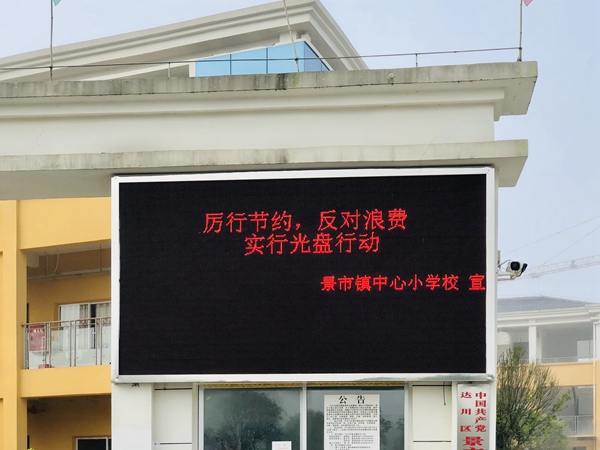 厉行节约，反对浪费
实行光盘行动
景市镇中心小学校 宣
公告
中国共产党
达川区
景